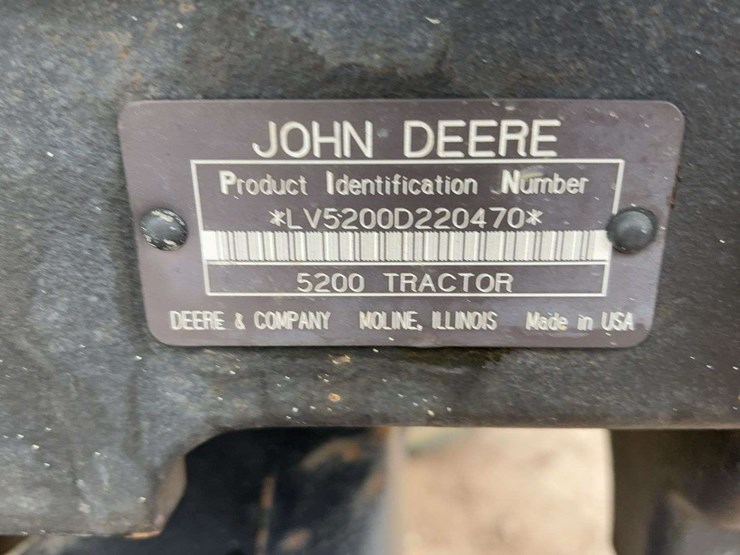 JOHN DEERE
Product Identification Number
*LV5200D220470*
5200 TRACTOR
DEERE & COMPANY MOLINE, ILLINOIS Made in USA